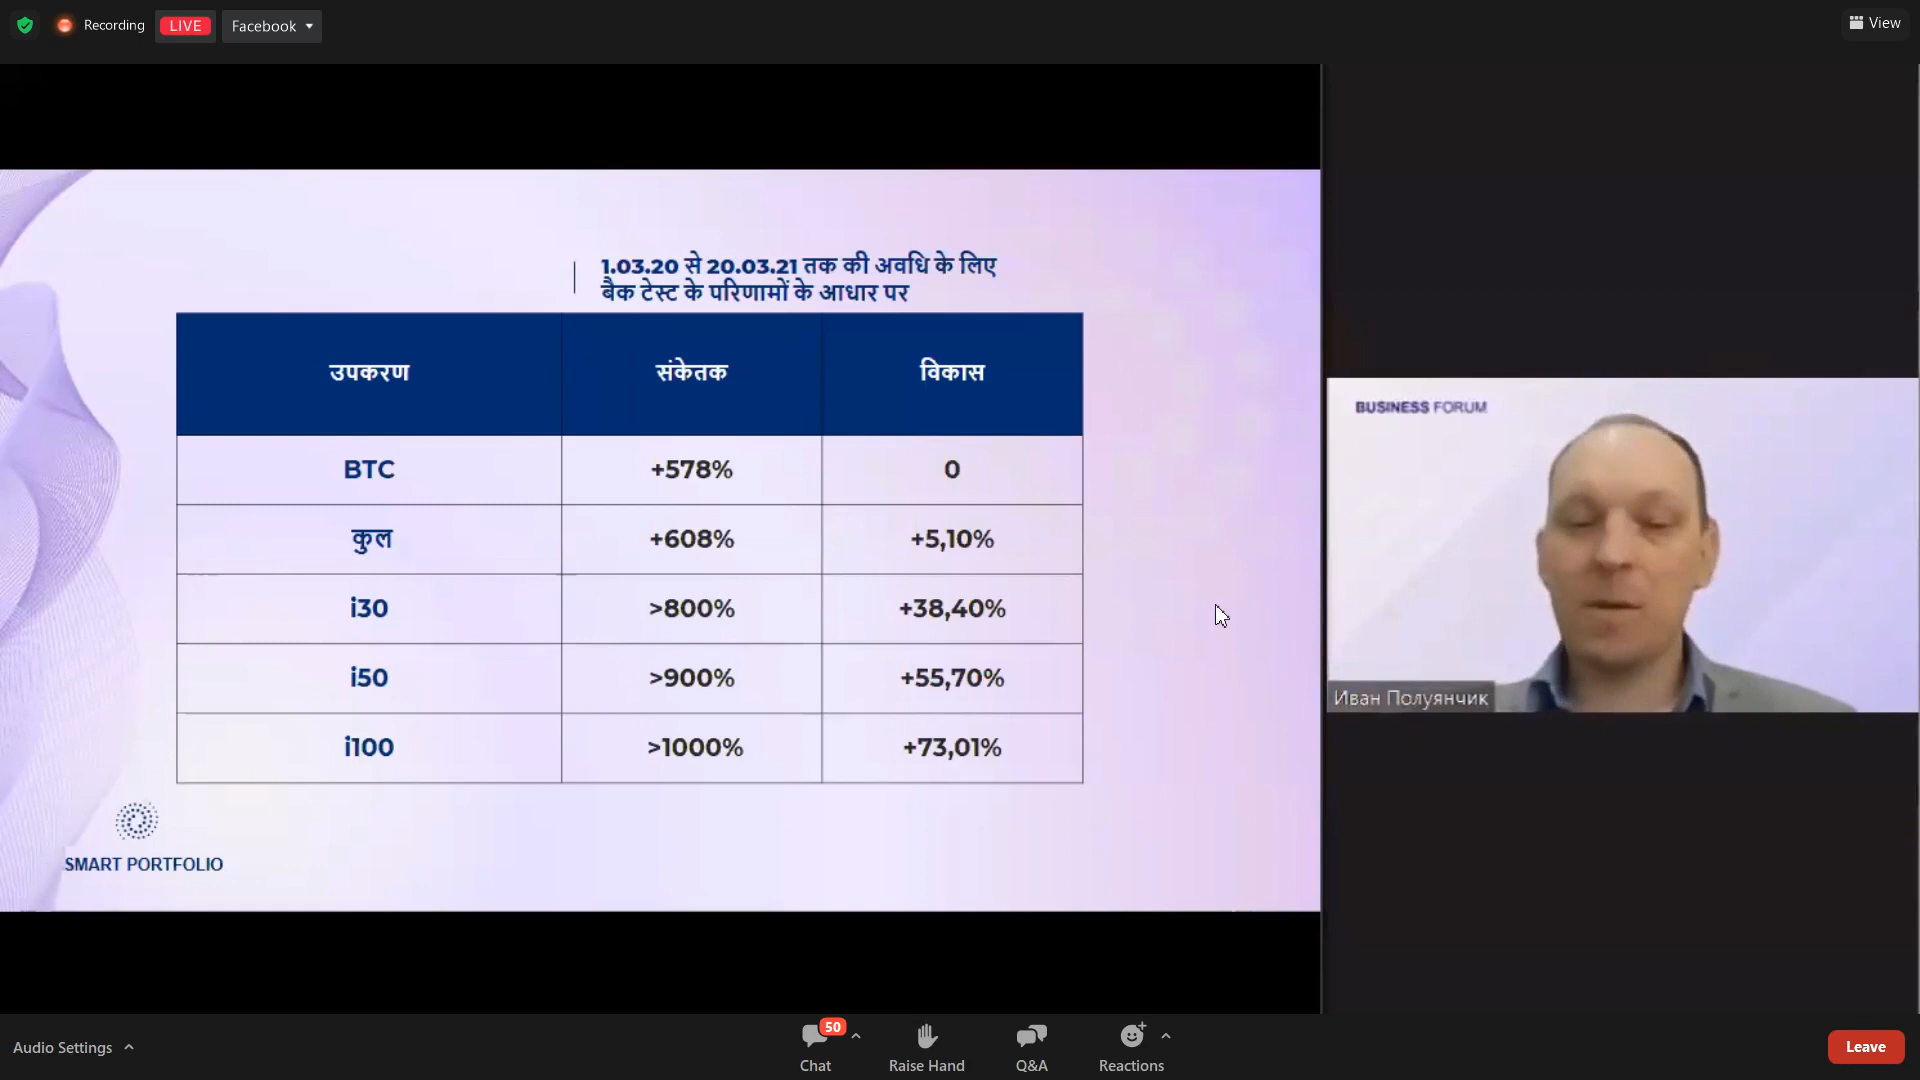 Recording
LIVE
Facebook
View
1.03.20 से 20.03.21 तक की अवधि के लिए
बैक टेस्ट के परिणामों के आधार पर
उपकरण संकेतक विकास
BTC +578% 0
कुल +608% +5,10%
i30 >800% +38,40%
i50 >900% +55,70%
i100 >1000% +73,01%
SMART PORTFOLIO
BUSINESS FORUM
Иван Полуянчик
Audio Settings
50
Chat
Raise Hand
Q&A
Reactions
Leave